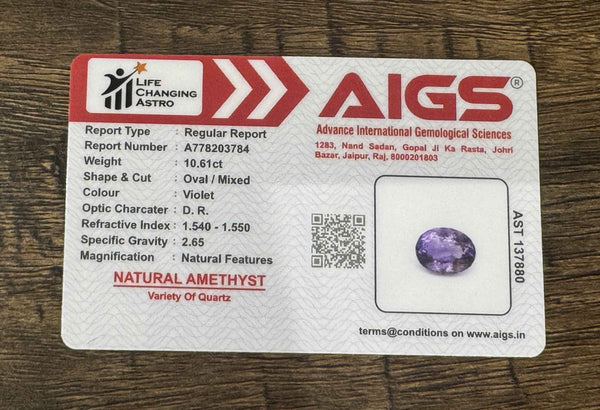 LIFE
CHANGING
ASTRO
AIGS®
Advance International Gemological Sciences
1283, Nand Sadan, Gopal Ji Ka Rasta, Johri
Bazar, Jaipur, Raj, 8000201803
Report Type : Regular Report
Report Number : A778203784
Weight : 10.61ct
Shape & Cut : Oval / Mixed
Colour : Violet
Optic Charcater : D. R.
Refractive Index : 1.540 - 1.550
Specific Gravity : 2.65
Magnification : Natural Features
NATURAL AMETHYST
Variety Of Quartz
AST 137880
terms@conditions on www.aigs.in